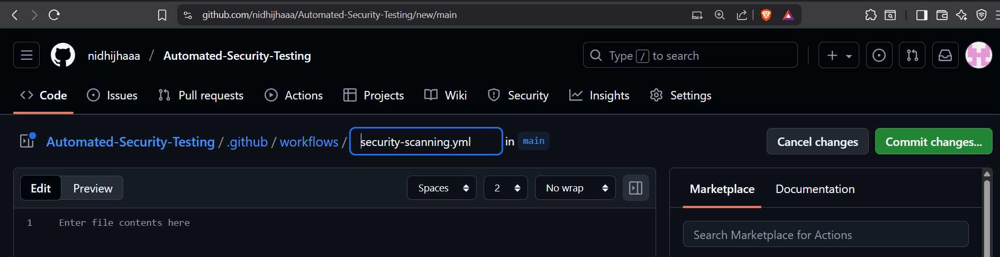 github.com/nidhijhaaa/Automated-Security-Testing/new/main
nidhijhaaa / Automated-Security-Testing
Type / to search
Code Issues Pull requests Actions Projects Wiki Security Insights Settings
Automated-Security-Testing / .github / workflows / security-scanning.yml in main
Cancel changes Commit changes...
Edit Preview Spaces 2 No wrap
Marketplace Documentation
1 Enter file contents here
Search Marketplace for Actions